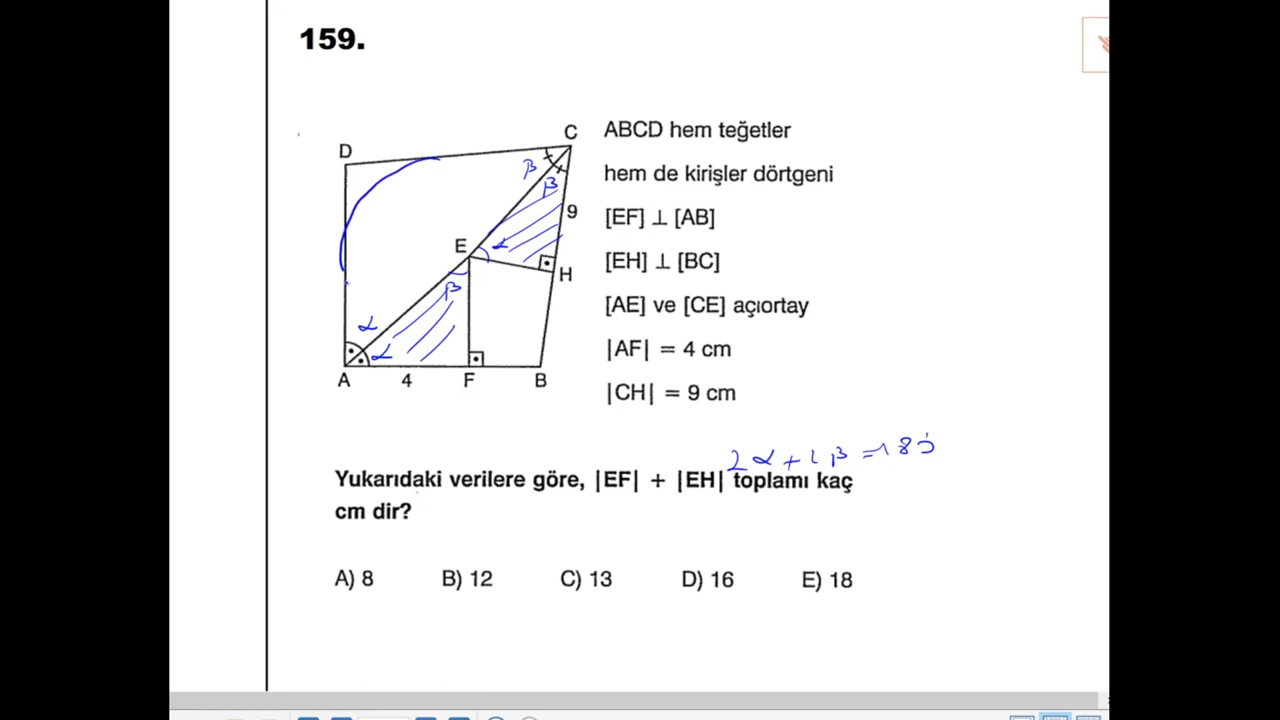 159.
ABCD hem teğetler
hem de kirişler dörtgeni
[EF] ⊥ [AB]
[EH] ⊥ [BC]
[AE] ve [CE] açıortay
|AF| = 4 cm
|CH| = 9 cm
D
C
β
β
9
E
α
H
β
α
α
A
4
F
B
2α + 2β = 180
Yukarıdaki verilere göre, |EF| + |EH| toplamı kaç
cm dir?
A) 8 B) 12 C) 13 D) 16 E) 18